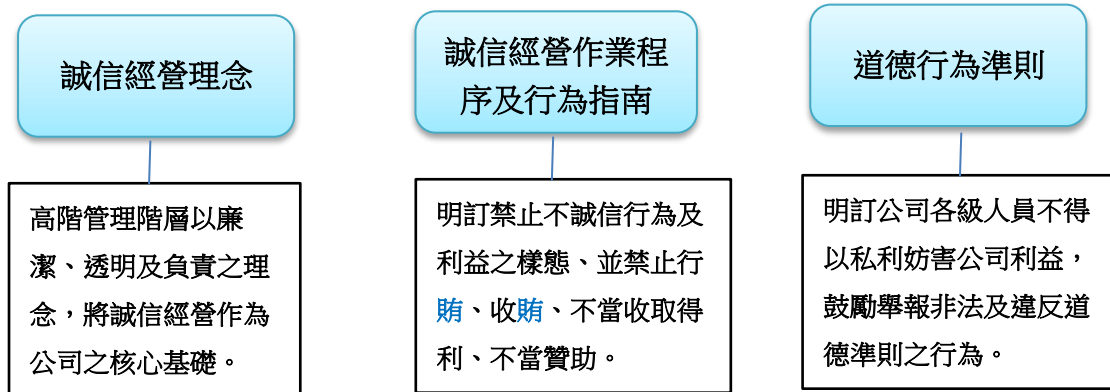 誠信經營理念
高階管理階層以廉
潔、透明及負責之理
念，將誠信經營作為
公司之核心基礎。
誠信經營作業程
序及行為指南
明訂禁止不誠信行為及
利益之樣態、並禁止行
賄、收賄、不當收取得
利、不當贊助。
道德行為準則
明訂公司各級人員不得
以私利妨害公司利益，
鼓勵舉報非法及違反道
德準則之行為。